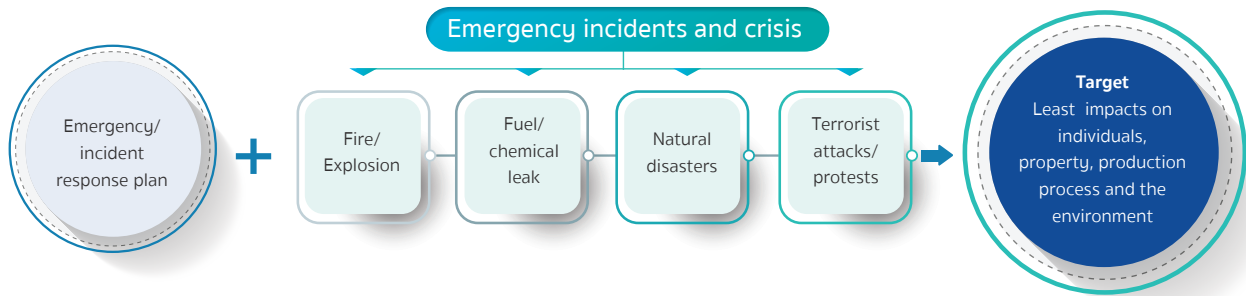 Emergency incidents and crisis
Emergency/
incident
response plan
+
Fire/
Explosion
Fuel/
chemical
leak
Natural
disasters
Terrorist
attacks/
protests
Target
Least impacts on
individuals,
property, production
process and the
environment